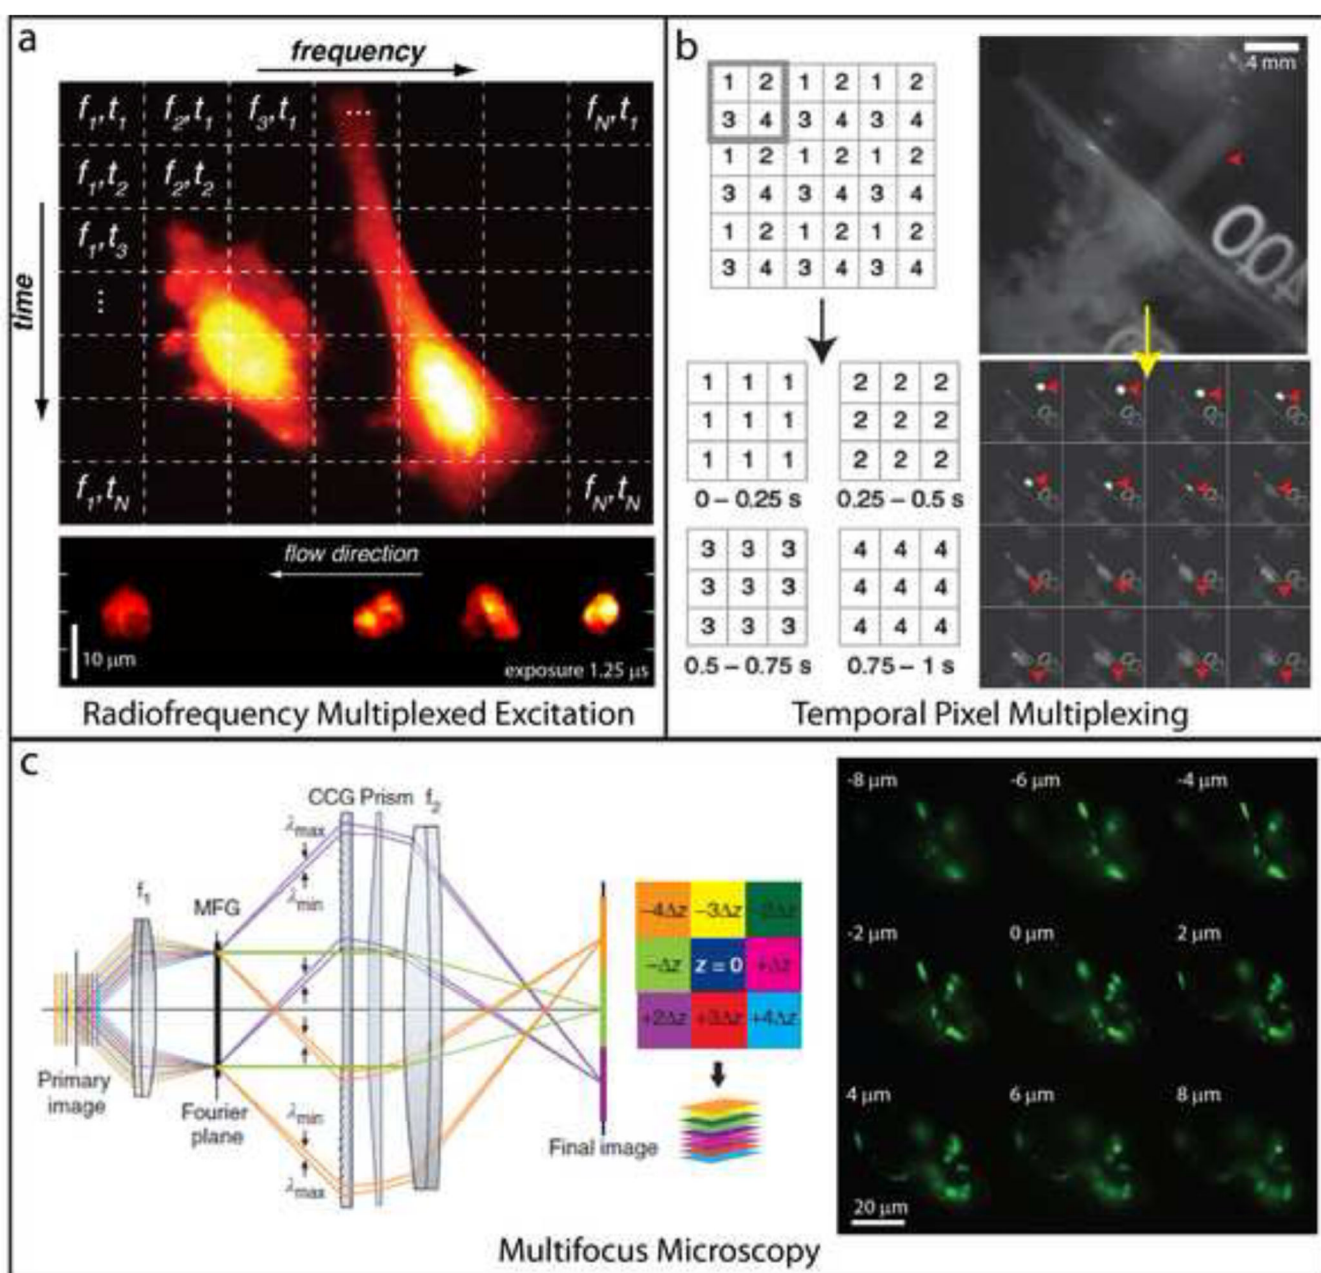 a
frequency
time
f₁,t₁ f₂,t₁ f₃,t₁ ... f_N,t₁
f₁,t₂ f₂,t₂
f₁,t₃
...
f₁,t_N f_N,t_N
flow direction
10 μm
exposure 1.25 μs
Radiofrequency Multiplexed Excitation
b
1 2 1 2 1 2
3 4 3 4 3 4
1 2 1 2 1 2
3 4 3 4 3 4
1 2 1 2 1 2
3 4 3 4 3 4
1 1 1
1 1 1
1 1 1
0 – 0.25 s
2 2 2
2 2 2
2 2 2
0.25 – 0.5 s
3 3 3
3 3 3
3 3 3
0.5 – 0.75 s
4 4 4
4 4 4
4 4 4
0.75 – 1 s
4 mm
Temporal Pixel Multiplexing
c
f₁
MFG
CCG Prism f₂
λmax
λmin
λmin
λmax
Primary
image
Fourier
plane
Final image
−4Δz −3Δz −2Δz
−Δz z = 0 +Δz
+2Δz +3Δz +4Δz
-8 μm -6 μm -4 μm
-2 μm 0 μm 2 μm
4 μm 6 μm 8 μm
20 μm
Multifocus Microscopy